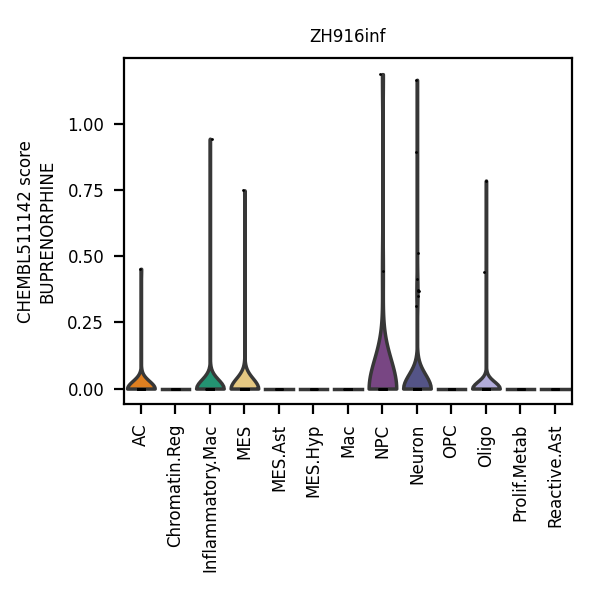 ZH916inf
CHEMBL511142 score
BUPRENORPHINE
1.00
0.75
0.50
0.25
0.00
AC
Chromatin.Reg
Inflammatory.Mac
MES
MES.Ast
MES.Hyp
Mac
NPC
Neuron
OPC
Oligo
Prolif.Metab
Reactive.Ast